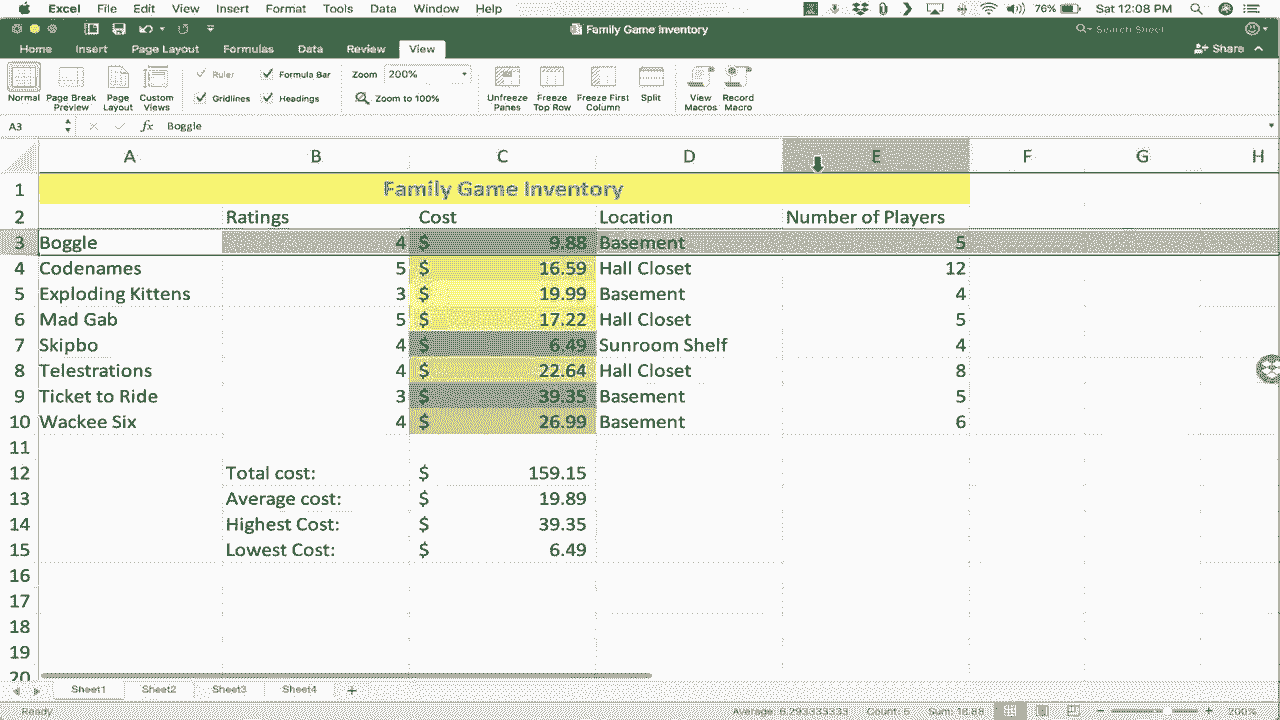 Excel File Edit View Insert Format Tools Data Window Help 76% Sat 12:08 PM
Family Game Inventory Search Sheet
Home Insert Page Layout Formulas Data Review View Share
Normal Page Break Preview Page Layout Custom Views Ruler Formula Bar Gridlines Headings Zoom 200% Zoom to 100% Unfreeze Panes Freeze Top Row Freeze First Column Split View Macros Record Macro
A3 fx Boggle
A B C D E F G H
1 Family Game Inventory
2 Ratings Cost Location Number of Players
3 Boggle 4 $ 9.88 Basement 5
4 Codenames 5 $ 16.59 Hall Closet 12
5 Exploding Kittens 3 $ 19.99 Basement 4
6 Mad Gab 5 $ 17.22 Hall Closet 5
7 Skipbo 4 $ 6.49 Sunroom Shelf 4
8 Telestrations 4 $ 22.64 Hall Closet 8
9 Ticket to Ride 3 $ 39.35 Basement 5
10 Wackee Six 4 $ 26.99 Basement 6
11
12 Total cost: $ 159.15
13 Average cost: $ 19.89
14 Highest Cost: $ 39.35
15 Lowest Cost: $ 6.49
16
17
18
19
20
Sheet1 Sheet2 Sheet3 Sheet4 +
Ready Average: 6.293333333 Count: 5 Sum: 18.88 200%